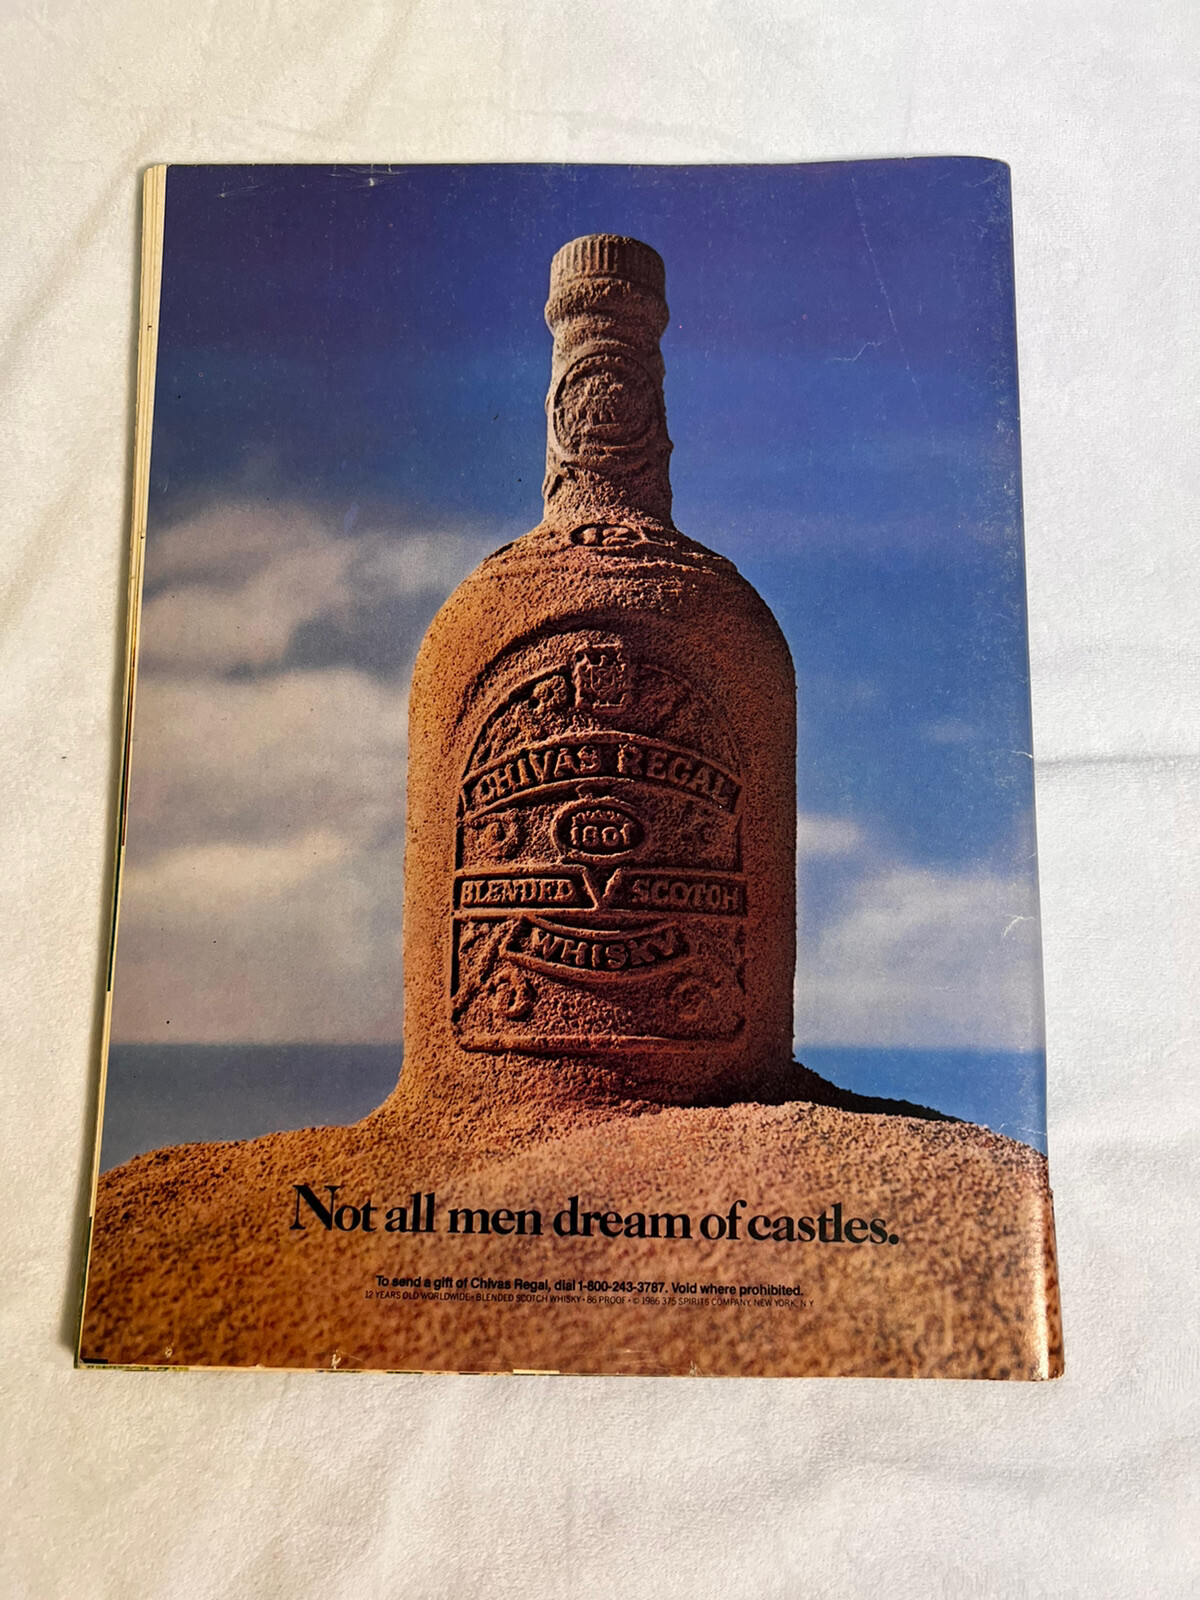 12
CHIVAS REGAL
1801
BLENDED SCOTCH
WHISKY
Not all men dream of castles.
To send a gift of Chivas Regal, dial 1-800-243-3787. Void where prohibited.
12 YEARS OLD WORLDWIDE • BLENDED SCOTCH WHISKY • 86 PROOF • © 1986 375 SPIRITS COMPANY, NEW YORK, N.Y.